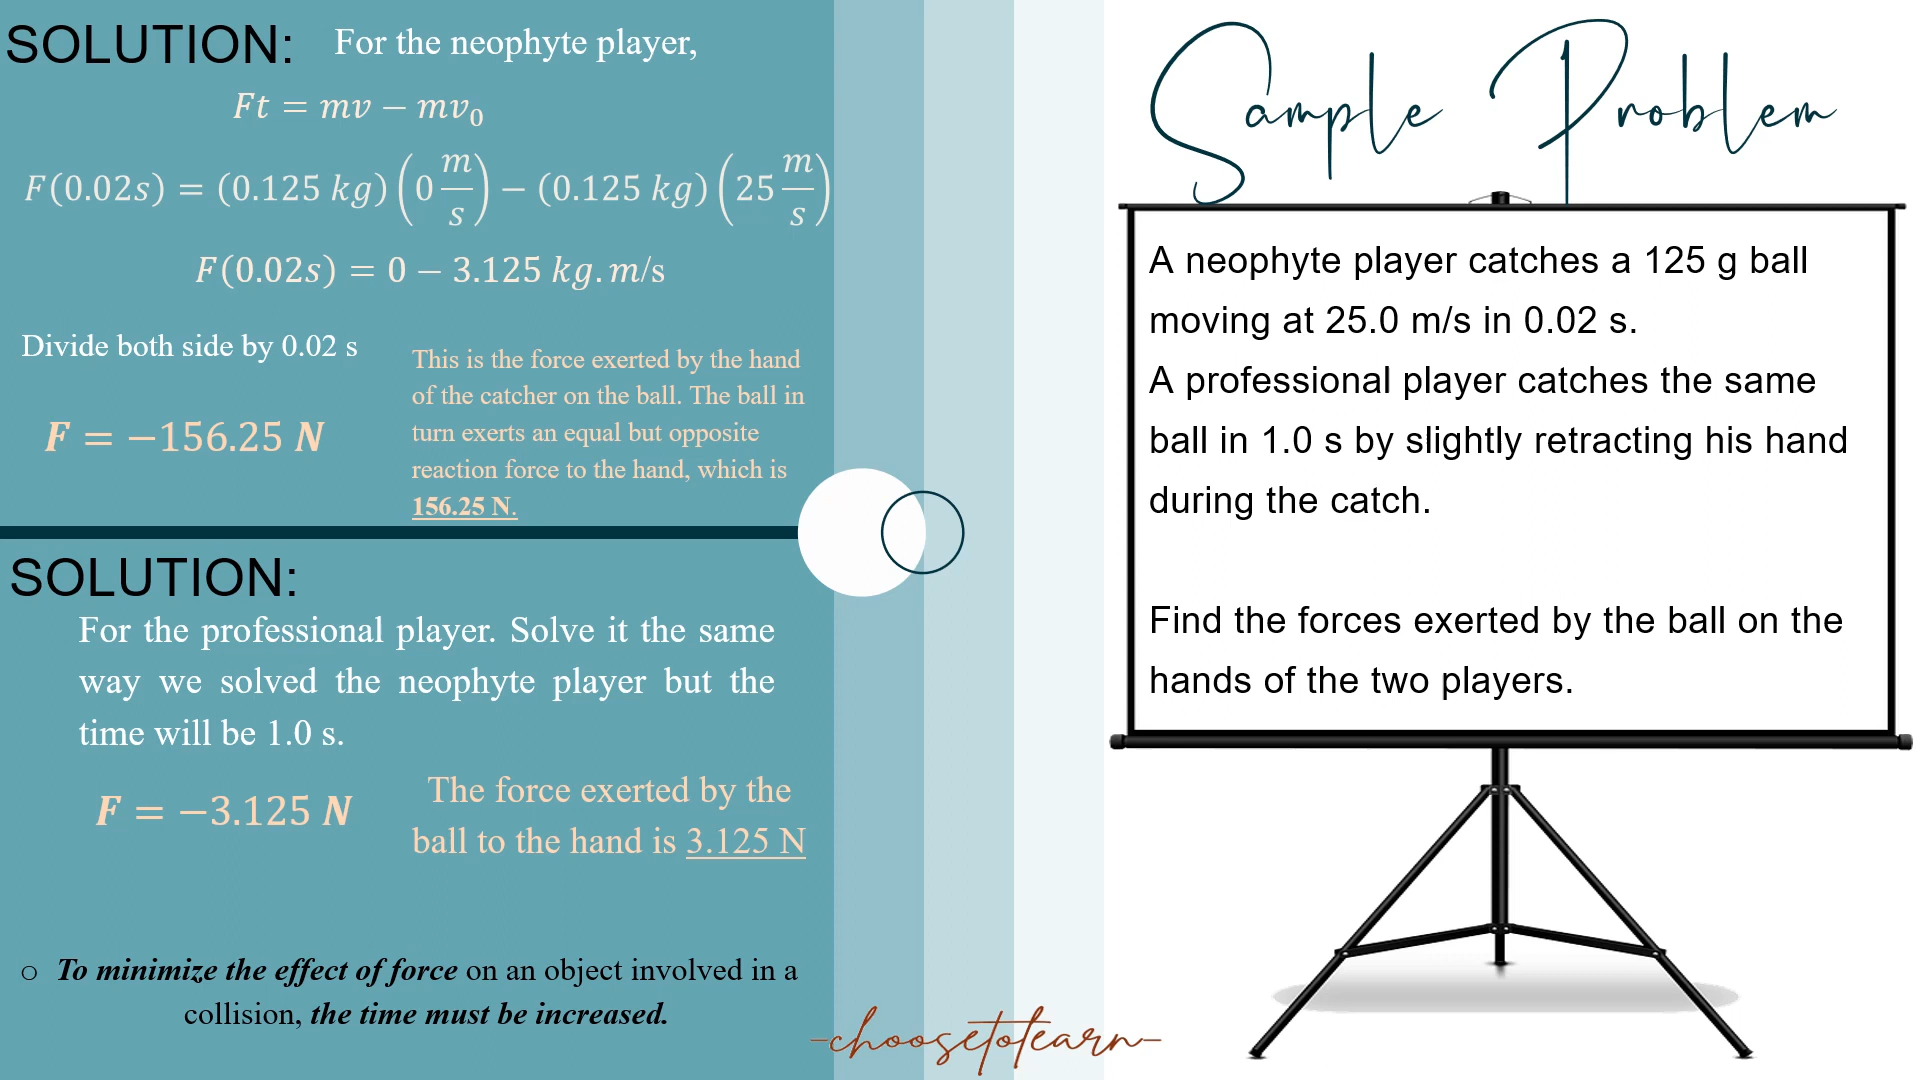 SOLUTION: For the neophyte player,
Ft = mv − mv₀
F(0.02s) = (0.125 kg)(0 m/s) − (0.125 kg)(25 m/s)
F(0.02s) = 0 − 3.125 kg.m/s
Divide both side by 0.02 s
F = −156.25 N
This is the force exerted by the hand
of the catcher on the ball. The ball in
turn exerts an equal but opposite
reaction force to the hand, which is
156.25 N.
SOLUTION:
For the professional player. Solve it the same
way we solved the neophyte player but the
time will be 1.0 s.
F = −3.125 N
The force exerted by the
ball to the hand is 3.125 N
○ To minimize the effect of force on an object involved in a
collision, the time must be increased.
Sample Problem
A neophyte player catches a 125 g ball
moving at 25.0 m/s in 0.02 s.
A professional player catches the same
ball in 1.0 s by slightly retracting his hand
during the catch.
Find the forces exerted by the ball on the
hands of the two players.
-choosetolearn-